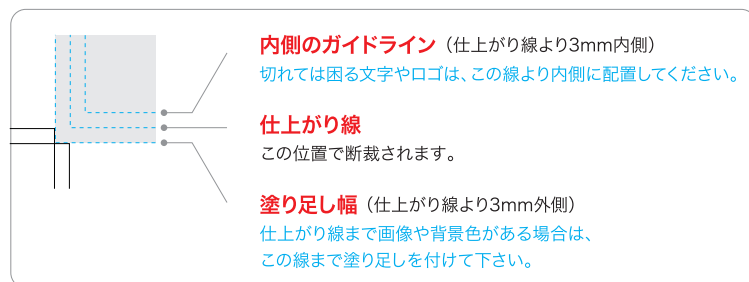 内側のガイドライン（仕上がり線より3mm内側）
切れては困る文字やロゴは、この線より内側に配置してください。
仕上がり線
この位置で断裁されます。
塗り足し幅（仕上がり線より3mm外側）
仕上がり線まで画像や背景色がある場合は、
この線まで塗り足しを付けて下さい。